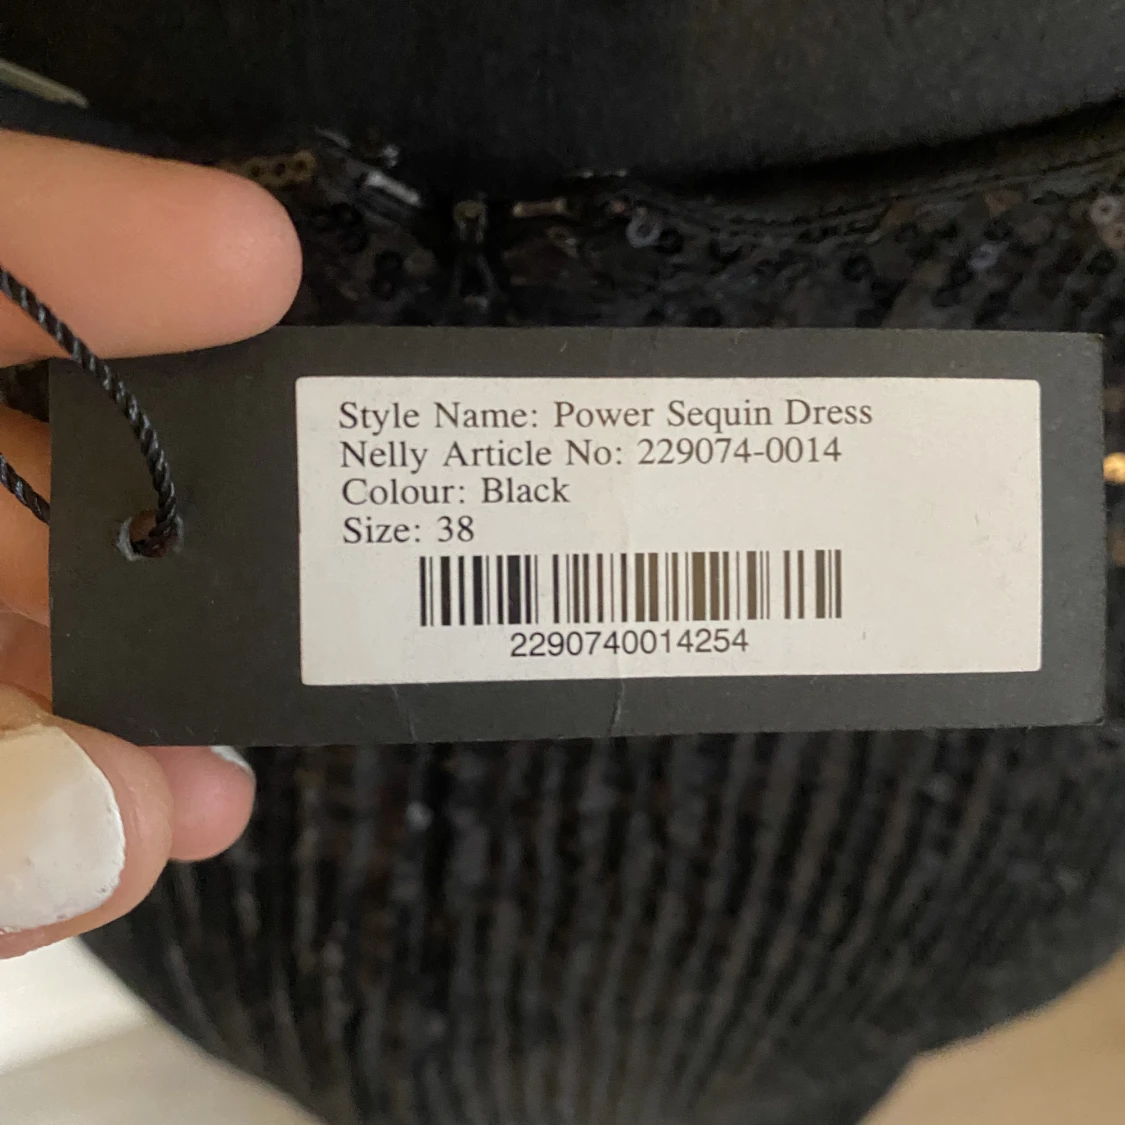 Style Name: Power Sequin Dress
Nelly Article No: 229074-0014
Colour: Black
Size: 38
2290740014254